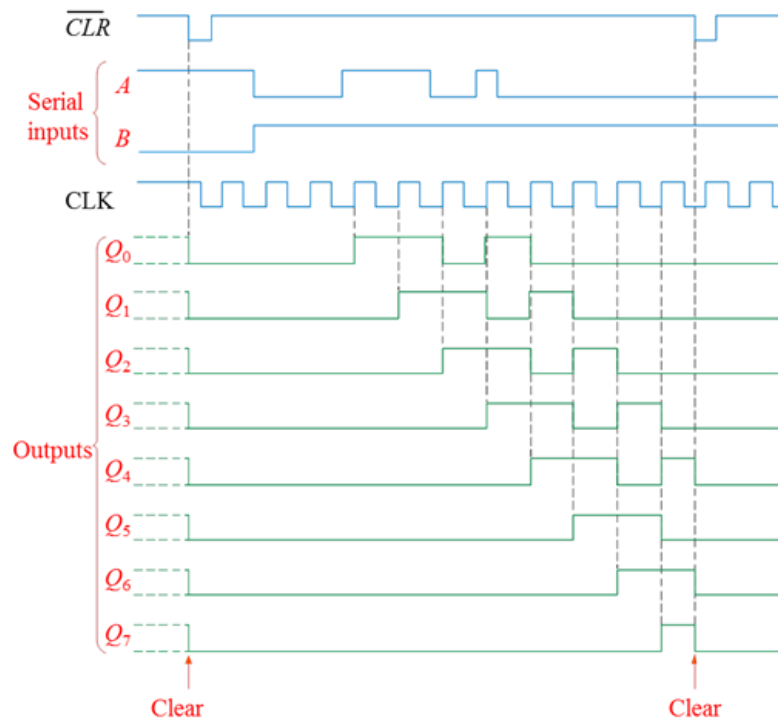 CLR
A
Serial
inputs
B
CLK
Q0
Q1
Q2
Q3
Outputs
Q4
Q5
Q6
Q7
Clear
Clear